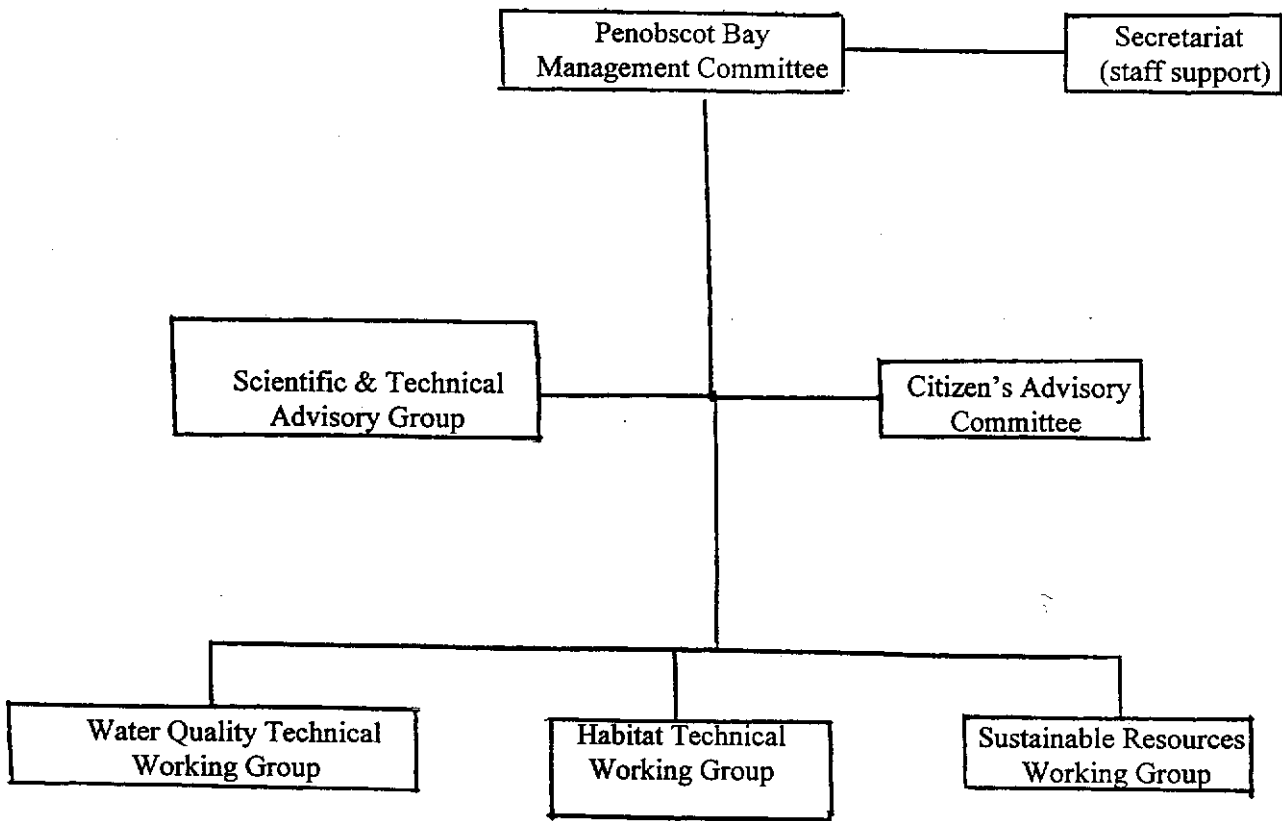 Penobscot Bay
Management Committee
Secretariat
(staff support)
Scientific & Technical
Advisory Group
Citizen's Advisory
Committee
Water Quality Technical
Working Group
Habitat Technical
Working Group
Sustainable Resources
Working Group